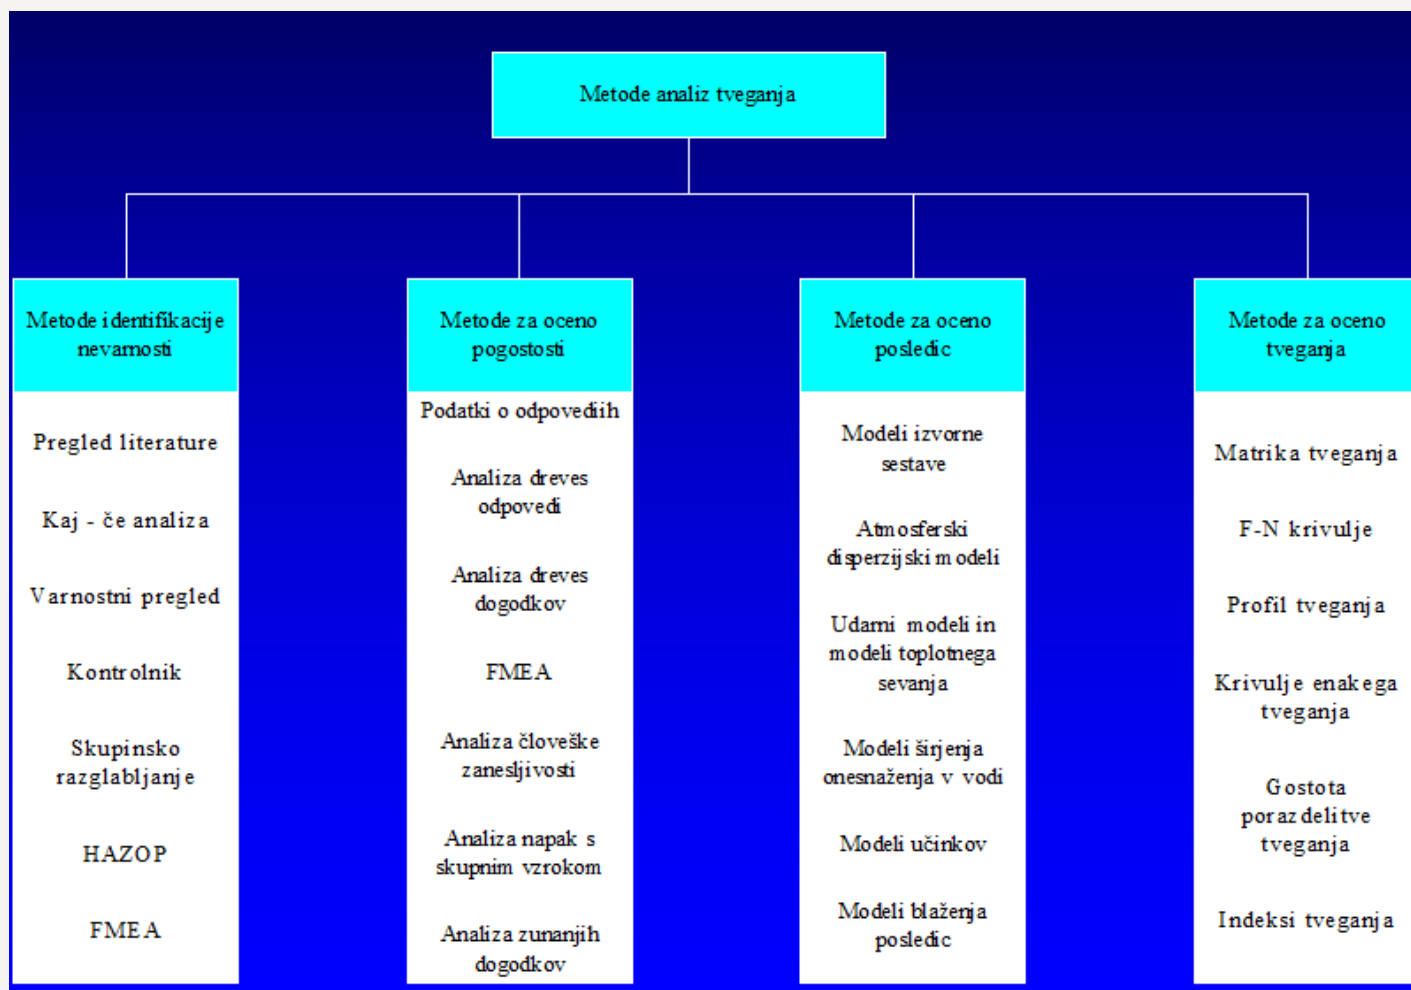 Metode analiz tveganja
Metode identifikacije
nevarnosti
Pregled literature
Kaj - če analiza
Varnostni pregled
Kontrolnik
Skupinsko
razglabljanje
HAZOP
FMEA
Metode za oceno
pogostosti
Podatki o odpovediih
Analiza dreves
odpovedi
Analiza dreves
dogodkov
FMEA
Analiza človeške
zanesljivosti
Analiza napak s
skupnim vzrokom
Analiza zunanjih
dogodkov
Metode za oceno
posledic
Modeli izvorne
sestave
Atmosferski
disperzijski modeli
Udarni modeli in
modeli toplotnega
sevanja
Modeli širjenja
onesnaženja v vodi
Modeli učinkov
Modeli blaženja
posledic
Metode za oceno
tveganja
Matrika tveganja
F-N krivulje
Profil tveganja
Krivulje enakega
tveganja
Gostota
porazdelitve
tveganja
Indeksi tveganja